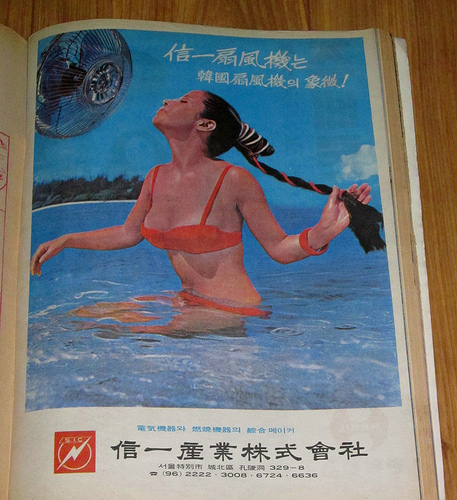 信一扇風機는
韓國扇風機의 象徵!
電気機器와 燃燒機器의 綜合 메이커
S.I.C
信一産業株式會社
서울特別市 城北區 孔陵洞 329-8
☎ (96) 2222·3008·6724·6636